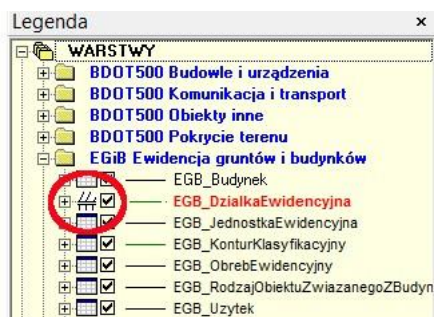 Legenda x
WARSTWY
BDOT500 Budowle i urządzenia
BDOT500 Komunikacja i transport
BDOT500 Obiekty inne
BDOT500 Pokrycie terenu
EGiB Ewidencja gruntów i budynków
EGB_Budynek
EGB_DzialkaEwidencyjna
EGB_JednostkaEwidencyjna
EGB_KonturKlasyfikacyjny
EGB_ObrebEwidencyjny
EGB_RodzajObiektuZwiazanegoZBudyn
EGB_Uzytek